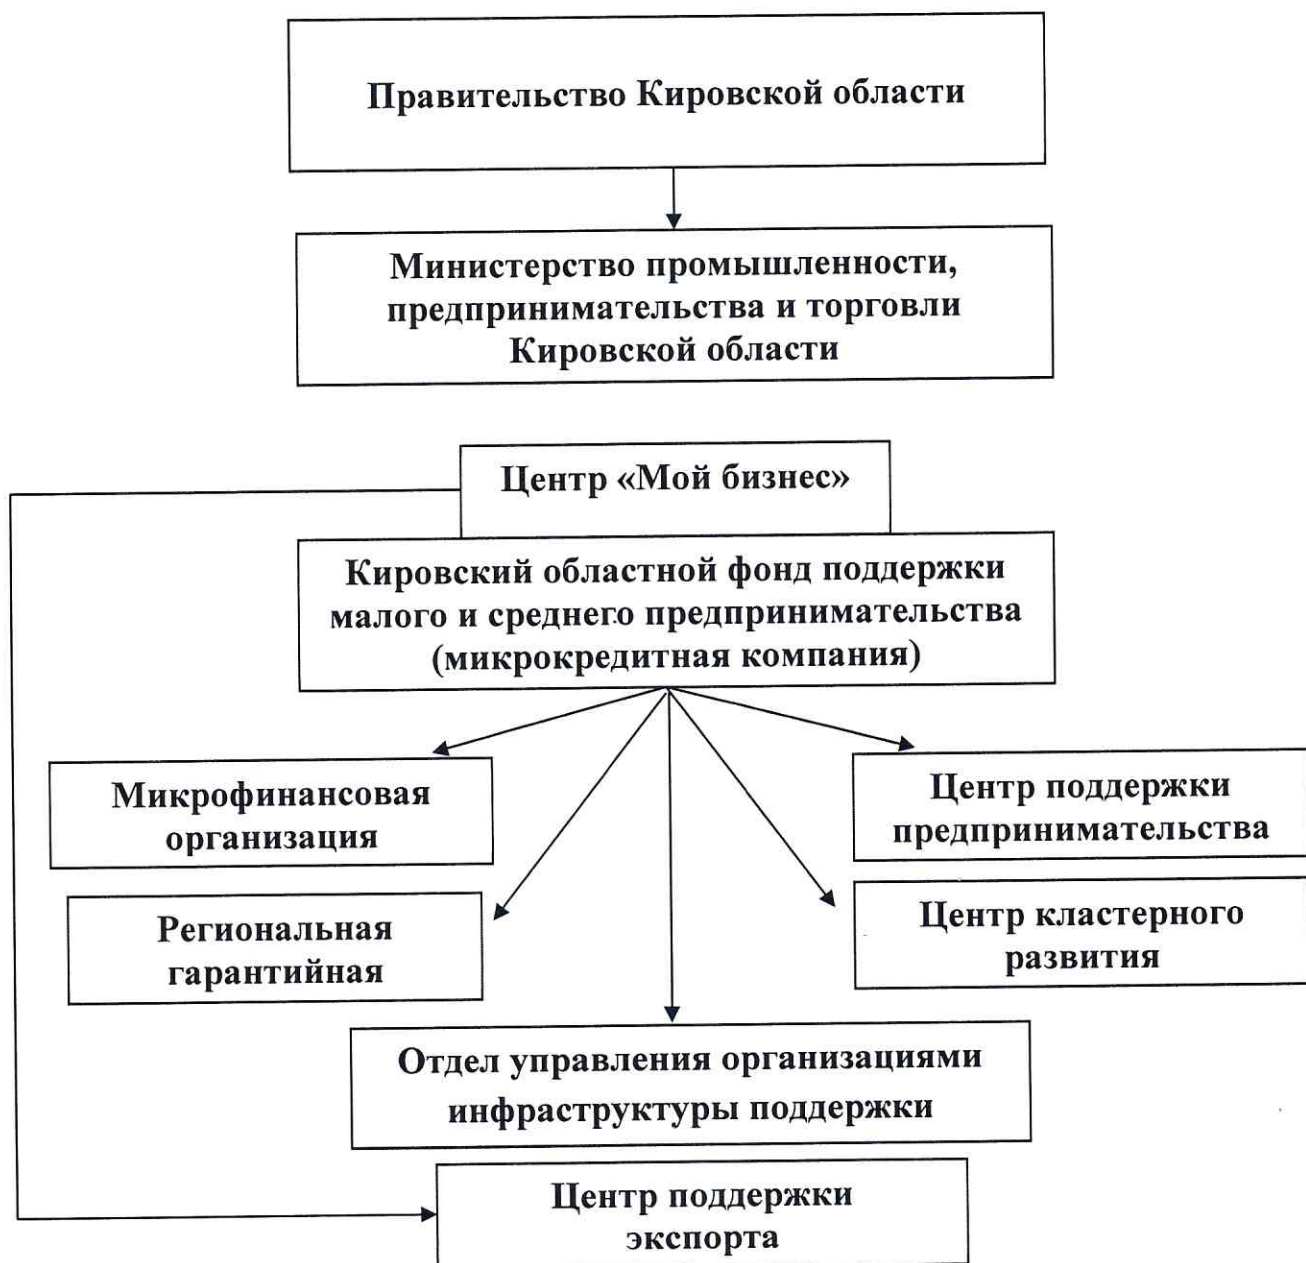 Правительство Кировской области
Министерство промышленности,
предпринимательства и торговли
Кировской области
Центр «Мой бизнес»
Кировский областной фонд поддержки
малого и среднего предпринимательства
(микрокредитная компания)
Микрофинансовая
организация
Центр поддержки
предпринимательства
Региональная
гарантийная
Центр кластерного
развития
Отдел управления организациями
инфраструктуры поддержки
Центр поддержки
экспорта